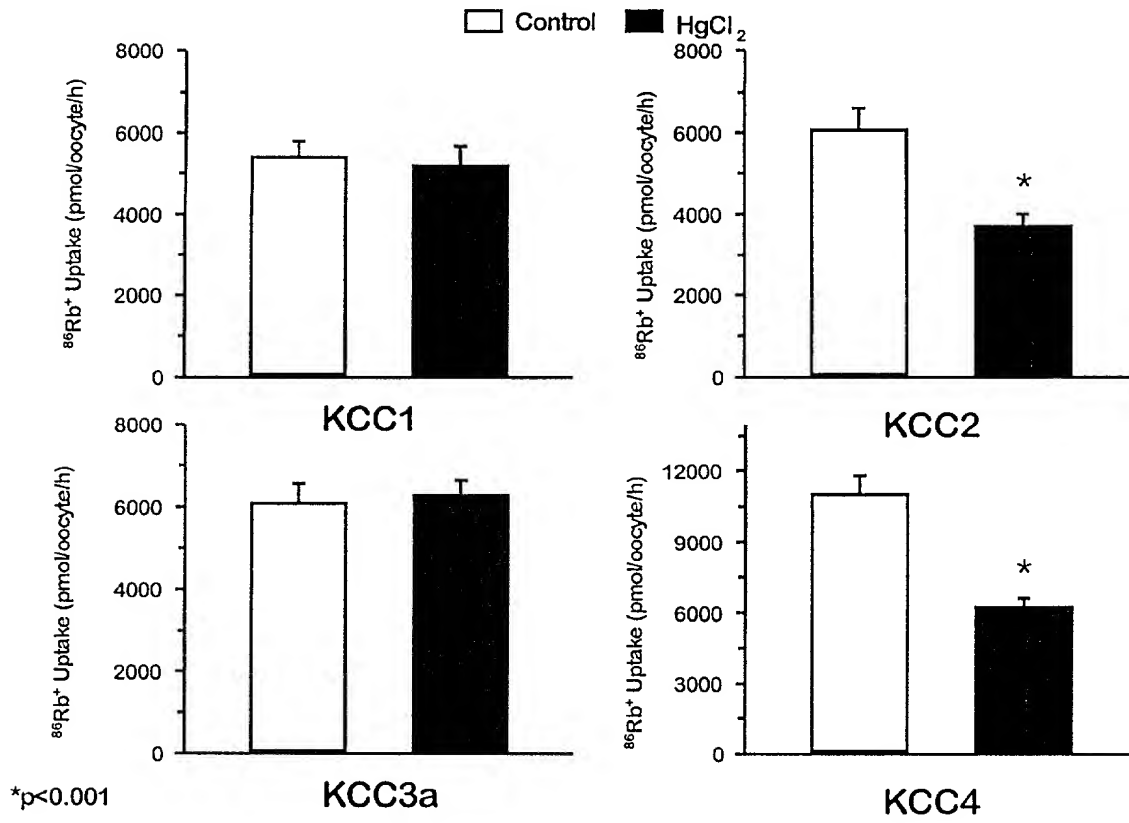 Control HgCl₂
8000
6000
4000
2000
0
⁸⁶Rb⁺ Uptake (pmol/oocyte/h)
KCC1
8000
6000
4000
2000
0
⁸⁶Rb⁺ Uptake (pmol/oocyte/h)
*
KCC2
8000
6000
4000
2000
0
⁸⁶Rb⁺ Uptake (pmol/oocyte/h)
KCC3a
12000
9000
6000
3000
0
⁸⁶Rb⁺ Uptake (pmol/oocyte/h)
*
KCC4
*p<0.001